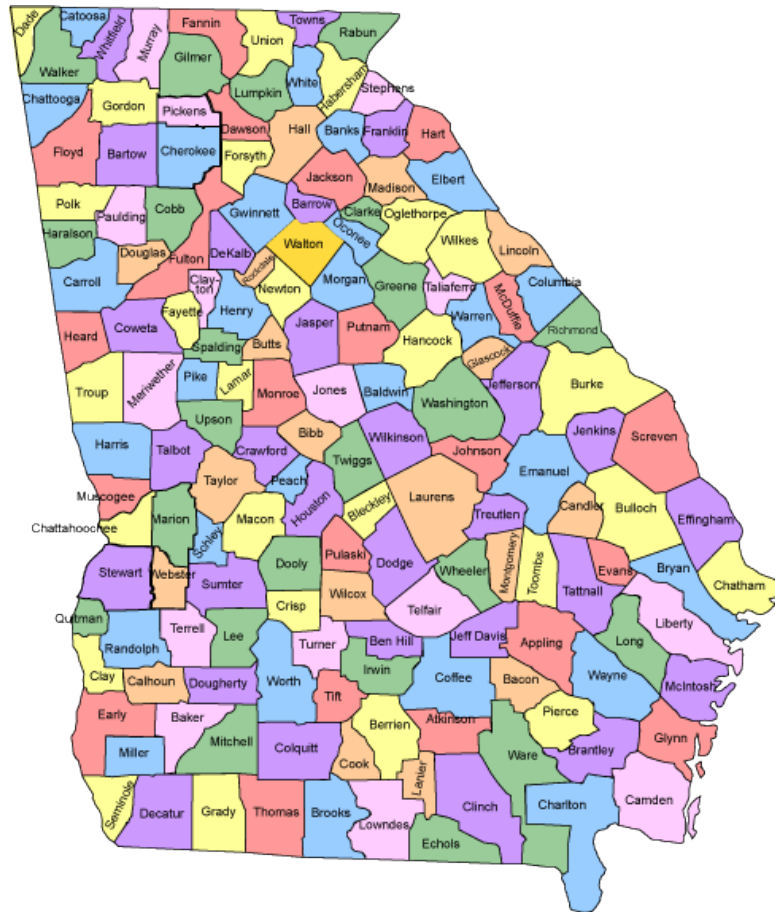 Dade
Catoosa
Whitfield
Murray
Fannin
Union
Towns
Rabun
Walker
Gilmer
Lumpkin
White
Habersham
Stephens
Chattooga
Gordon
Pickens
Dawson
Hall
Banks
Franklin
Hart
Floyd
Bartow
Cherokee
Forsyth
Jackson
Madison
Elbert
Polk
Paulding
Cobb
Gwinnett
Barrow
Clarke
Oglethorpe
Haralson
Douglas
Fulton
DeKalb
Walton
Oconee
Wilkes
Lincoln
Carroll
Clay-
ton
Rockdale
Newton
Morgan
Greene
Taliaferro
McDuffie
Columbia
Heard
Coweta
Fayette
Henry
Jasper
Putnam
Hancock
Warren
Richmond
Spalding
Butts
Glascock
Troup
Meriwether
Pike
Lamar
Monroe
Jones
Baldwin
Washington
Jefferson
Burke
Harris
Talbot
Upson
Crawford
Bibb
Twiggs
Wilkinson
Johnson
Emanuel
Jenkins
Screven
Muscogee
Taylor
Peach
Houston
Bleckley
Laurens
Treutlen
Candler
Bulloch
Effingham
Chattahoochee
Marion
Schley
Macon
Pulaski
Dodge
Wheeler
Montgomery
Toombs
Tattnall
Evans
Bryan
Chatham
Stewart
Webster
Sumter
Dooly
Crisp
Wilcox
Telfair
Liberty
Quitman
Randolph
Terrell
Lee
Turner
Ben Hill
Jeff Davis
Appling
Long
Clay
Calhoun
Dougherty
Worth
Irwin
Coffee
Bacon
Wayne
McIntosh
Early
Baker
Mitchell
Tift
Berrien
Atkinson
Pierce
Glynn
Miller
Colquitt
Cook
Lanier
Ware
Brantley
Seminole
Decatur
Grady
Thomas
Brooks
Lowndes
Echols
Clinch
Charlton
Camden